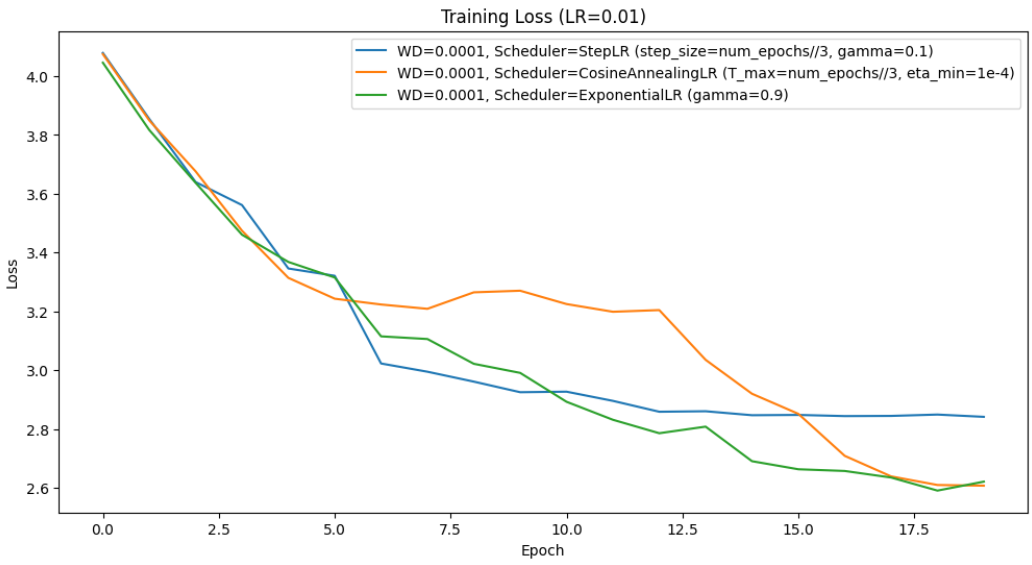 Training Loss (LR=0.01)
WD=0.0001, Scheduler=StepLR (step_size=num_epochs//3, gamma=0.1)
WD=0.0001, Scheduler=CosineAnnealingLR (T_max=num_epochs//3, eta_min=1e-4)
WD=0.0001, Scheduler=ExponentialLR (gamma=0.9)
Loss
4.0
3.8
3.6
3.4
3.2
3.0
2.8
2.6
0.0 2.5 5.0 7.5 10.0 12.5 15.0 17.5
Epoch